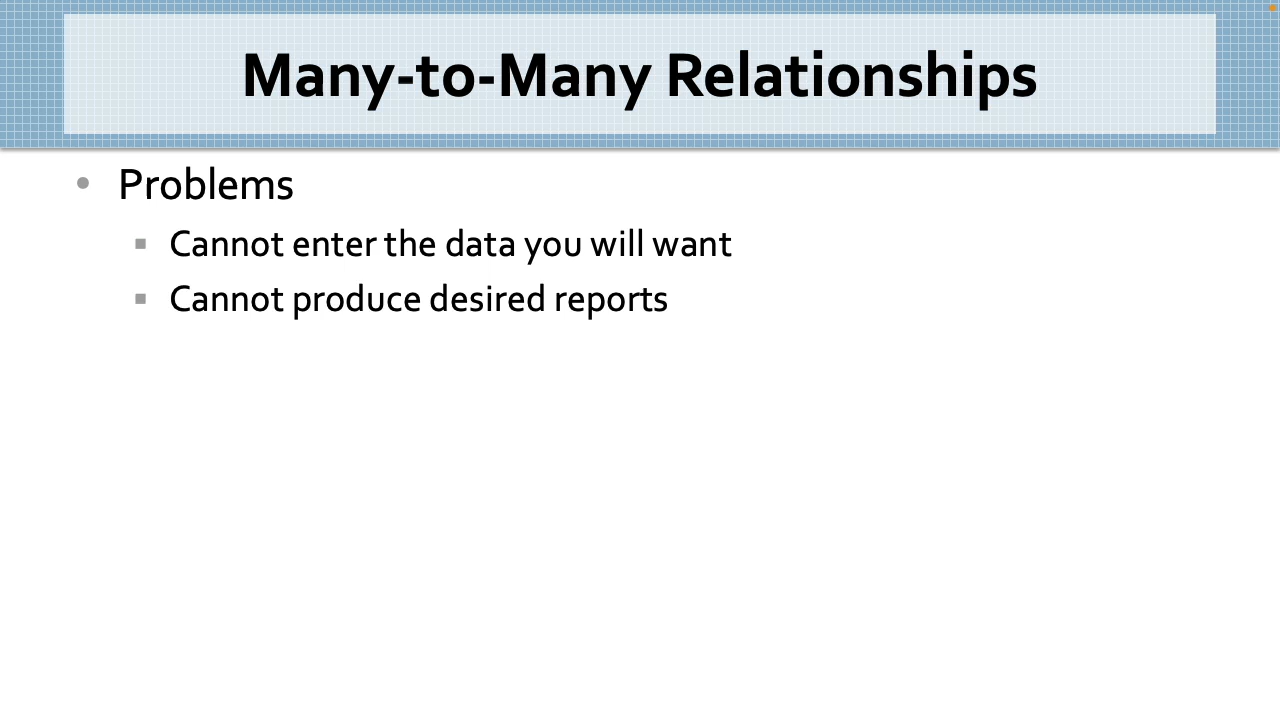 Many-to-Many Relationships
• Problems
▪ Cannot enter the data you will want
▪ Cannot produce desired reports